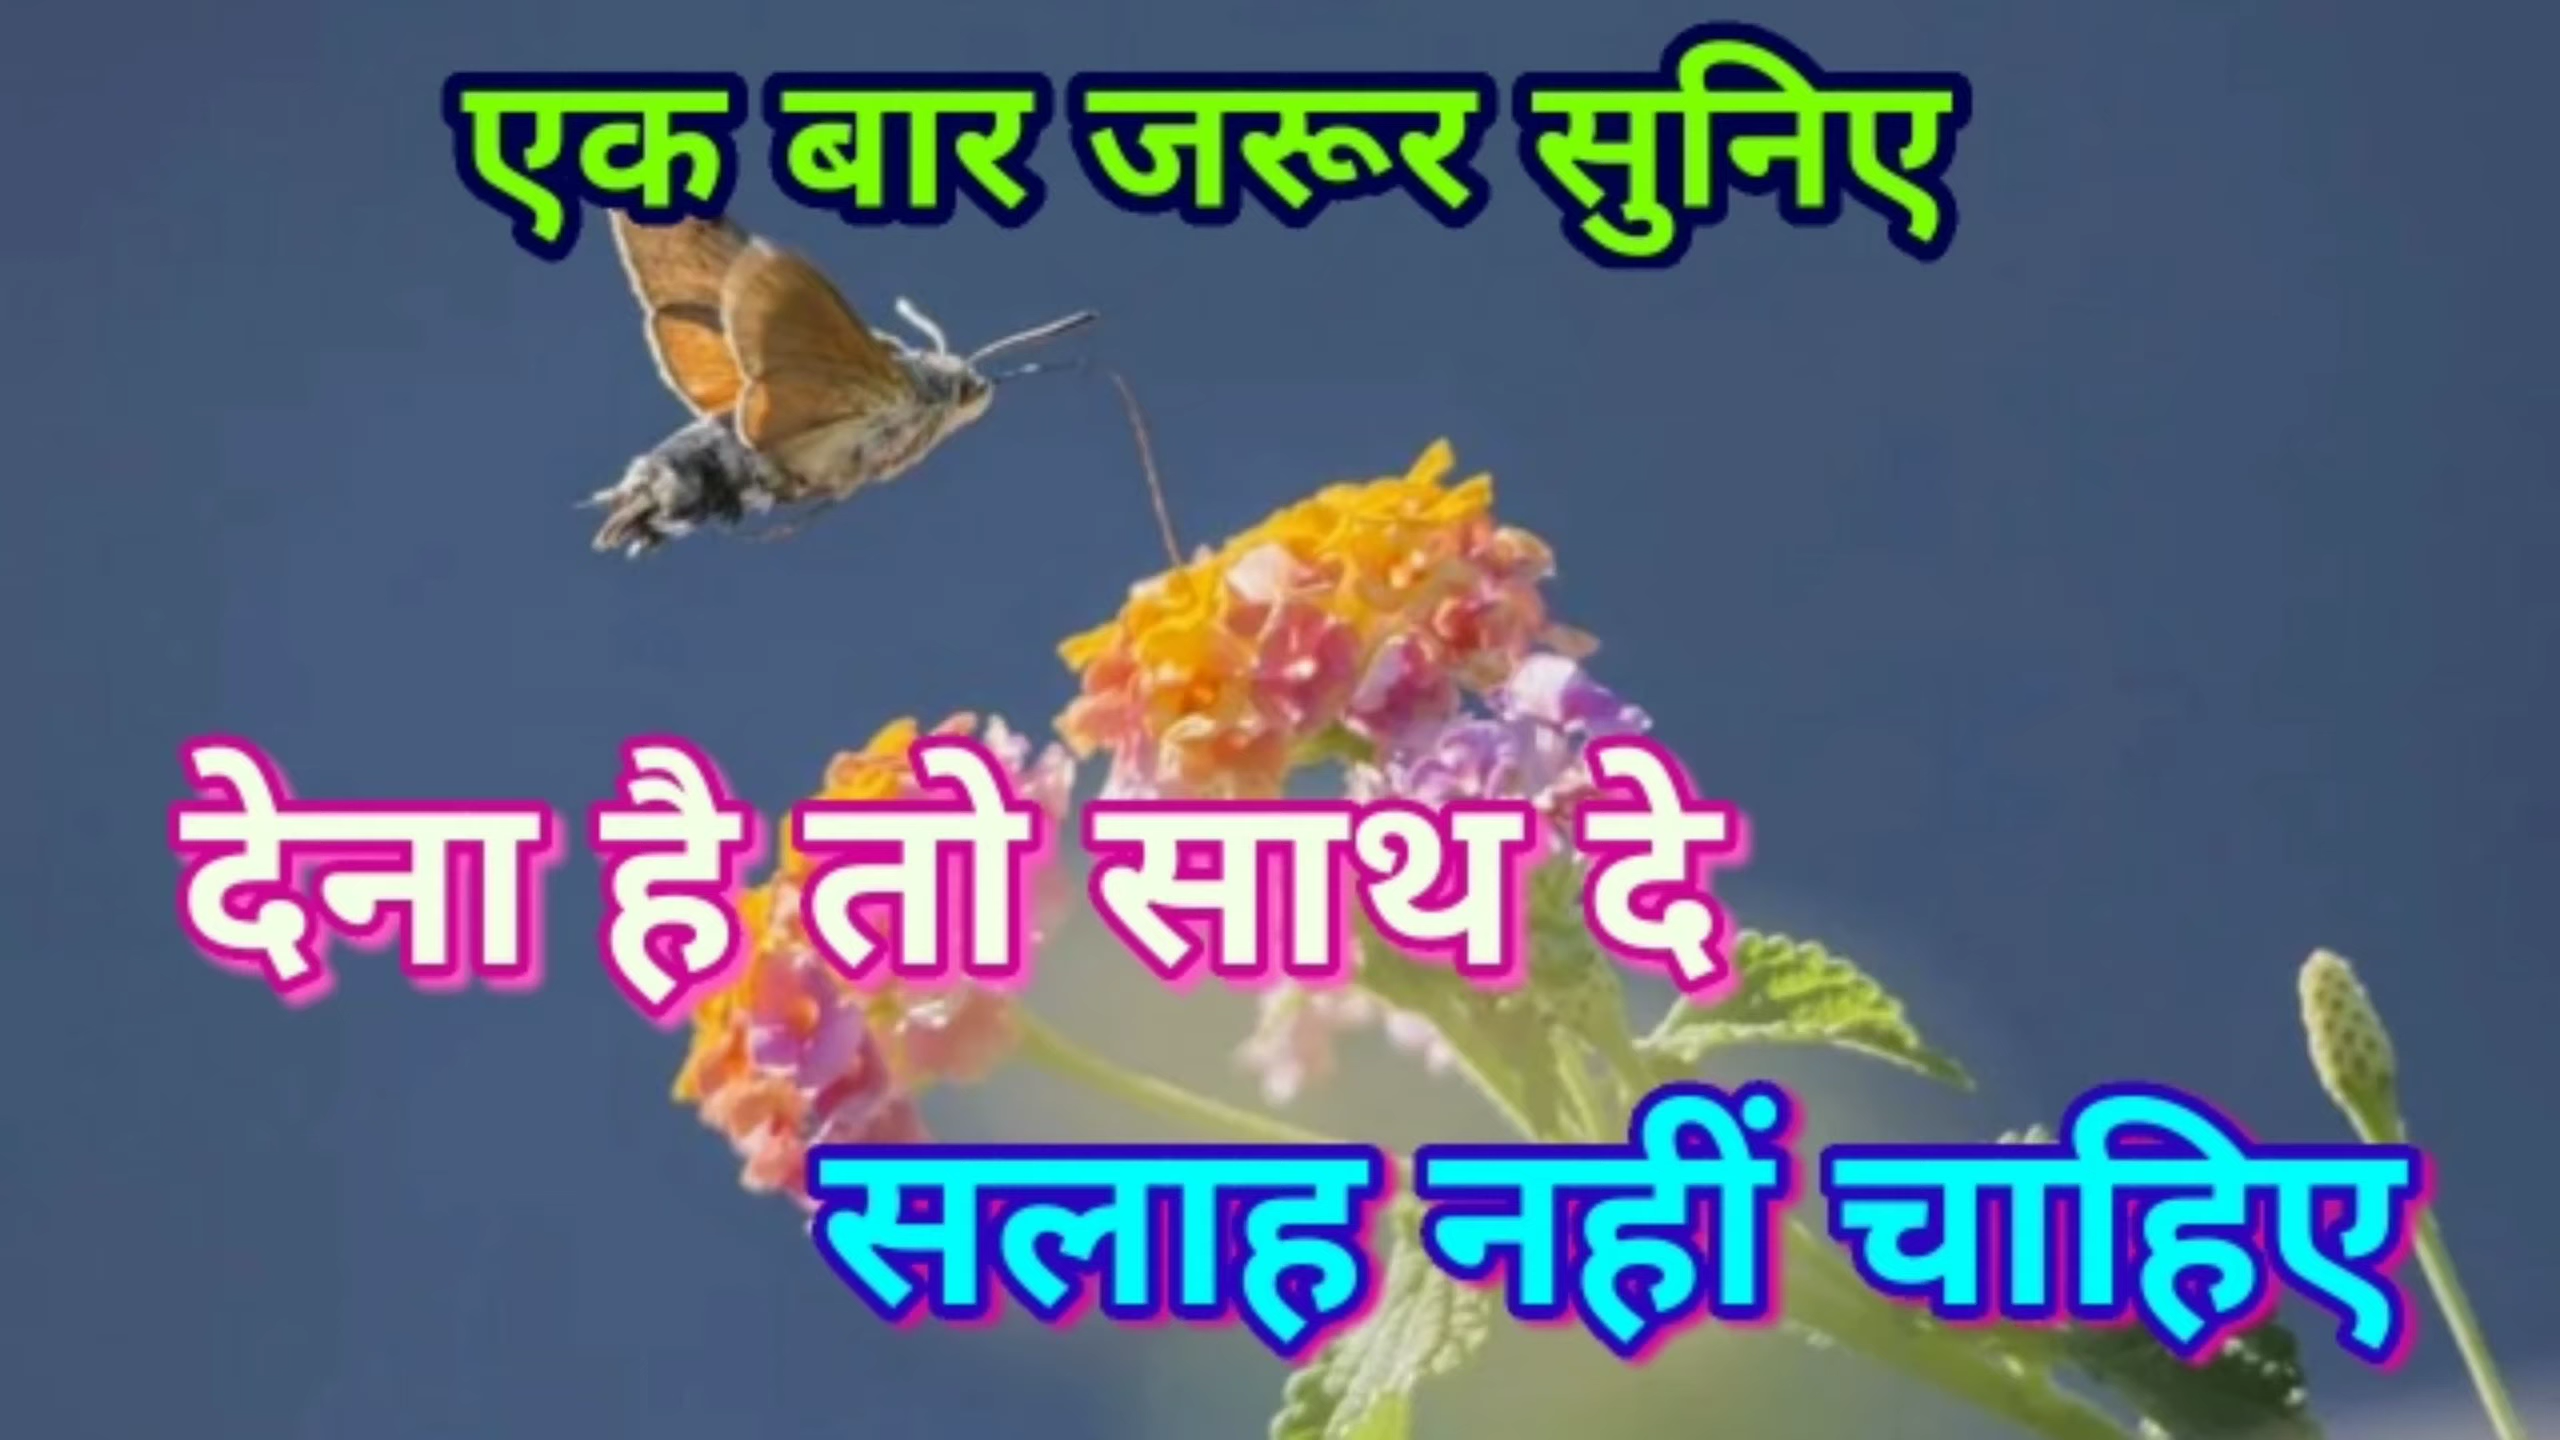 एक बार जरूर सुनिए
देना है तो साथ दे
सलाह नहीं चाहिए